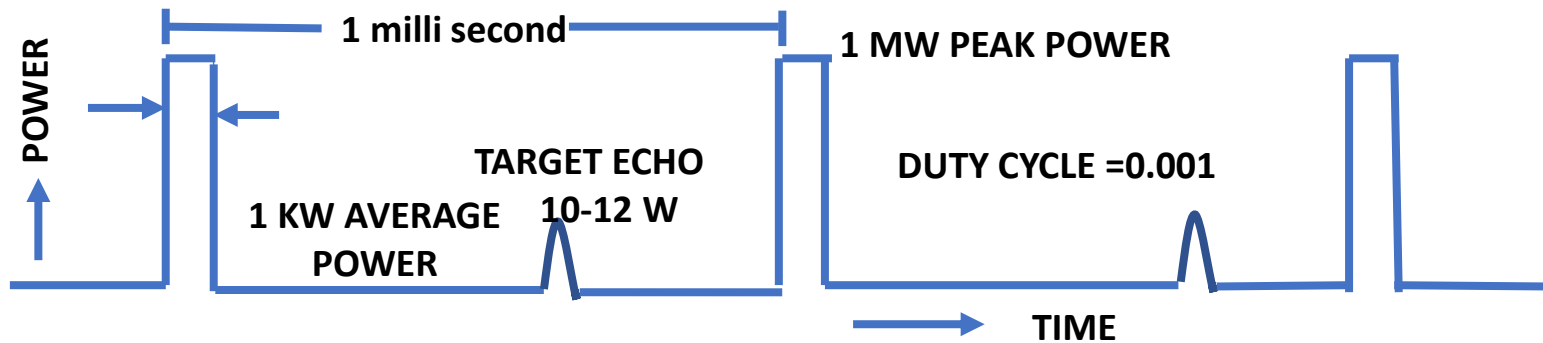 1 milli second
1 MW PEAK POWER
POWER
TARGET ECHO
10-12 W
DUTY CYCLE =0.001
1 KW AVERAGE
POWER
TIME